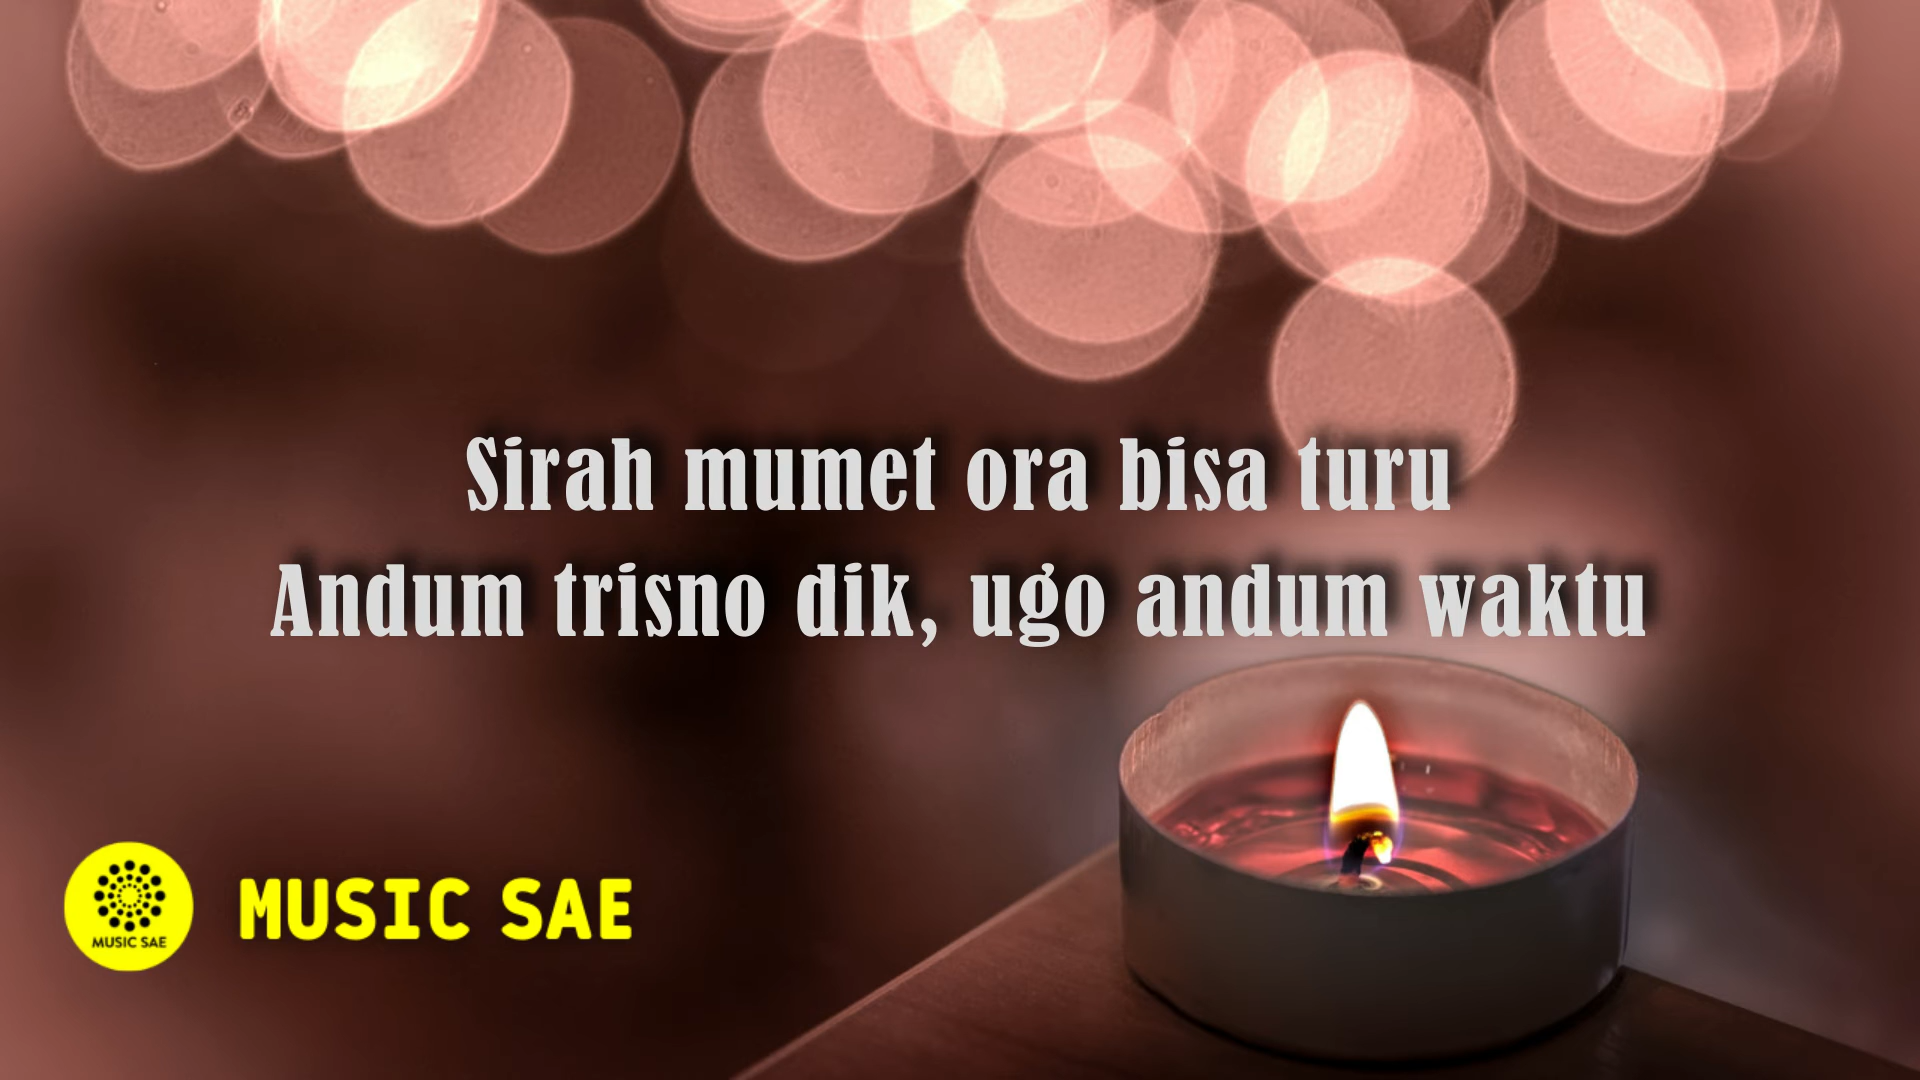 Sirah mumet ora bisa turu
Andum trisno dik, ugo andum waktu
MUSIC SAE
MUSIC SAE